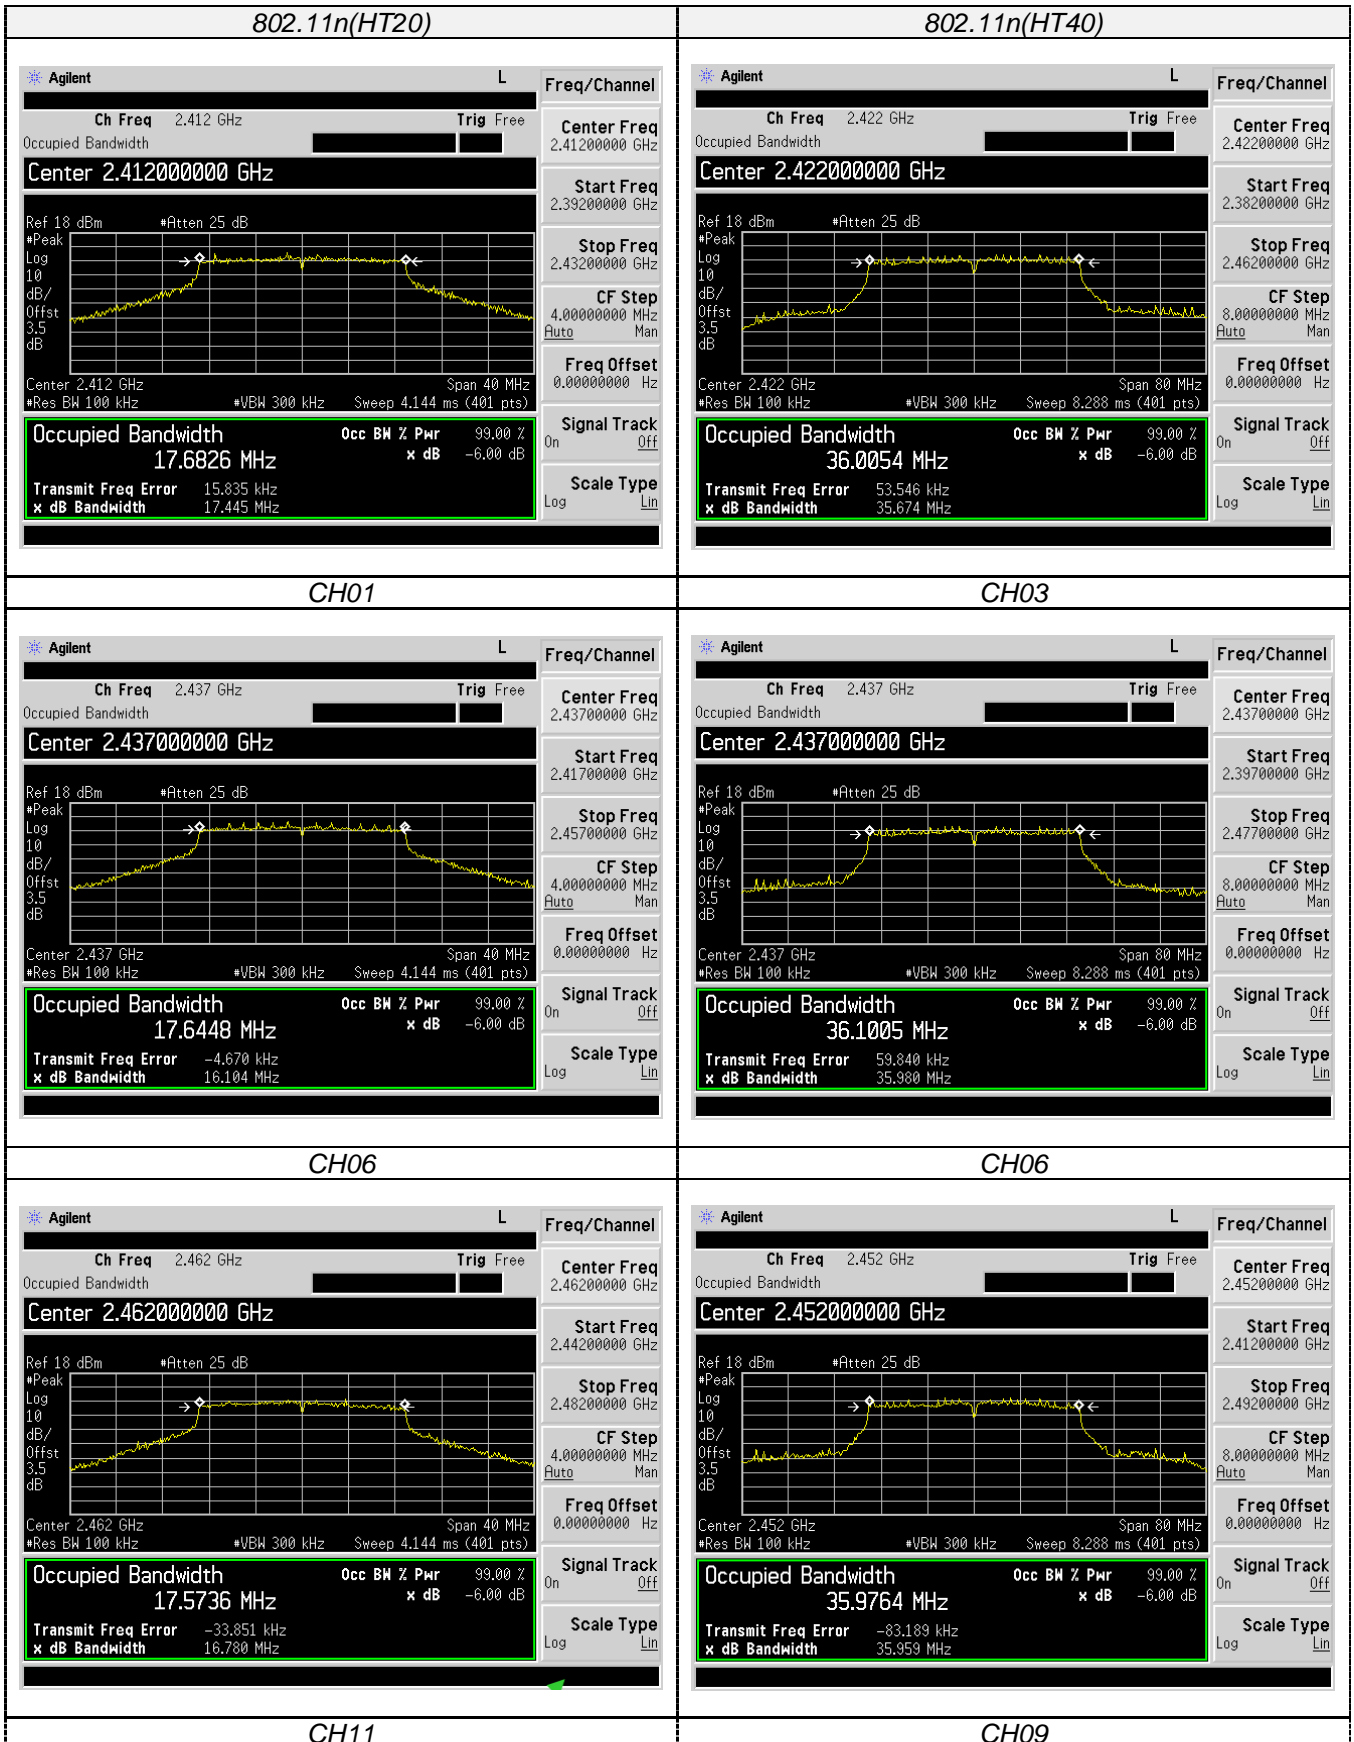 802.11n(HT20)
802.11n(HT40)
Agilent
L
Freq/Channel
Ch Freq 2.412 GHz
Trig Free
Occupied Bandwidth
Center 2.412000000 GHz
Ref 18 dBm #Atten 25 dB
#Peak
Log
10
dB/
Offst
3.5
dB
Center 2.412 GHz Span 40 MHz
#Res BW 100 kHz #VBW 300 kHz Sweep 4.144 ms (401 pts)
Occupied Bandwidth Occ BW % Pwr 99.00 %
17.6826 MHz x dB -6.00 dB
Transmit Freq Error 15.835 kHz
x dB Bandwidth 17.445 MHz
Center Freq
2.41200000 GHz
Start Freq
2.39200000 GHz
Stop Freq
2.43200000 GHz
CF Step
4.00000000 MHz
Auto Man
Freq Offset
0.00000000 Hz
Signal Track
On Off
Scale Type
Log Lin
Agilent
L
Freq/Channel
Ch Freq 2.422 GHz
Trig Free
Occupied Bandwidth
Center 2.422000000 GHz
Ref 18 dBm #Atten 25 dB
#Peak
Log
10
dB/
Offst
3.5
dB
Center 2.422 GHz Span 80 MHz
#Res BW 100 kHz #VBW 300 kHz Sweep 8.288 ms (401 pts)
Occupied Bandwidth Occ BW % Pwr 99.00 %
36.0054 MHz x dB -6.00 dB
Transmit Freq Error 53.546 kHz
x dB Bandwidth 35.674 MHz
Center Freq
2.42200000 GHz
Start Freq
2.38200000 GHz
Stop Freq
2.46200000 GHz
CF Step
8.00000000 MHz
Auto Man
Freq Offset
0.00000000 Hz
Signal Track
On Off
Scale Type
Log Lin
CH01
CH03
Agilent
L
Freq/Channel
Ch Freq 2.437 GHz
Trig Free
Occupied Bandwidth
Center 2.437000000 GHz
Ref 18 dBm #Atten 25 dB
#Peak
Log
10
dB/
Offst
3.5
dB
Center 2.437 GHz Span 40 MHz
#Res BW 100 kHz #VBW 300 kHz Sweep 4.144 ms (401 pts)
Occupied Bandwidth Occ BW % Pwr 99.00 %
17.6448 MHz x dB -6.00 dB
Transmit Freq Error -4.670 kHz
x dB Bandwidth 16.104 MHz
Center Freq
2.43700000 GHz
Start Freq
2.41700000 GHz
Stop Freq
2.45700000 GHz
CF Step
4.00000000 MHz
Auto Man
Freq Offset
0.00000000 Hz
Signal Track
On Off
Scale Type
Log Lin
Agilent
L
Freq/Channel
Ch Freq 2.437 GHz
Trig Free
Occupied Bandwidth
Center 2.437000000 GHz
Ref 18 dBm #Atten 25 dB
#Peak
Log
10
dB/
Offst
3.5
dB
Center 2.437 GHz Span 80 MHz
#Res BW 100 kHz #VBW 300 kHz Sweep 8.288 ms (401 pts)
Occupied Bandwidth Occ BW % Pwr 99.00 %
36.1005 MHz x dB -6.00 dB
Transmit Freq Error 59.840 kHz
x dB Bandwidth 35.980 MHz
Center Freq
2.43700000 GHz
Start Freq
2.39700000 GHz
Stop Freq
2.47700000 GHz
CF Step
8.00000000 MHz
Auto Man
Freq Offset
0.00000000 Hz
Signal Track
On Off
Scale Type
Log Lin
CH06
CH06
Agilent
L
Freq/Channel
Ch Freq 2.462 GHz
Trig Free
Occupied Bandwidth
Center 2.462000000 GHz
Ref 18 dBm #Atten 25 dB
#Peak
Log
10
dB/
Offst
3.5
dB
Center 2.462 GHz Span 40 MHz
#Res BW 100 kHz #VBW 300 kHz Sweep 4.144 ms (401 pts)
Occupied Bandwidth Occ BW % Pwr 99.00 %
17.5736 MHz x dB -6.00 dB
Transmit Freq Error -33.851 kHz
x dB Bandwidth 16.780 MHz
Center Freq
2.46200000 GHz
Start Freq
2.44200000 GHz
Stop Freq
2.48200000 GHz
CF Step
4.00000000 MHz
Auto Man
Freq Offset
0.00000000 Hz
Signal Track
On Off
Scale Type
Log Lin
Agilent
L
Freq/Channel
Ch Freq 2.452 GHz
Trig Free
Occupied Bandwidth
Center 2.452000000 GHz
Ref 18 dBm #Atten 25 dB
#Peak
Log
10
dB/
Offst
3.5
dB
Center 2.452 GHz Span 80 MHz
#Res BW 100 kHz #VBW 300 kHz Sweep 8.288 ms (401 pts)
Occupied Bandwidth Occ BW % Pwr 99.00 %
35.9764 MHz x dB -6.00 dB
Transmit Freq Error -83.189 kHz
x dB Bandwidth 35.959 MHz
Center Freq
2.45200000 GHz
Start Freq
2.41200000 GHz
Stop Freq
2.49200000 GHz
CF Step
8.00000000 MHz
Auto Man
Freq Offset
0.00000000 Hz
Signal Track
On Off
Scale Type
Log Lin
CH11
CH09